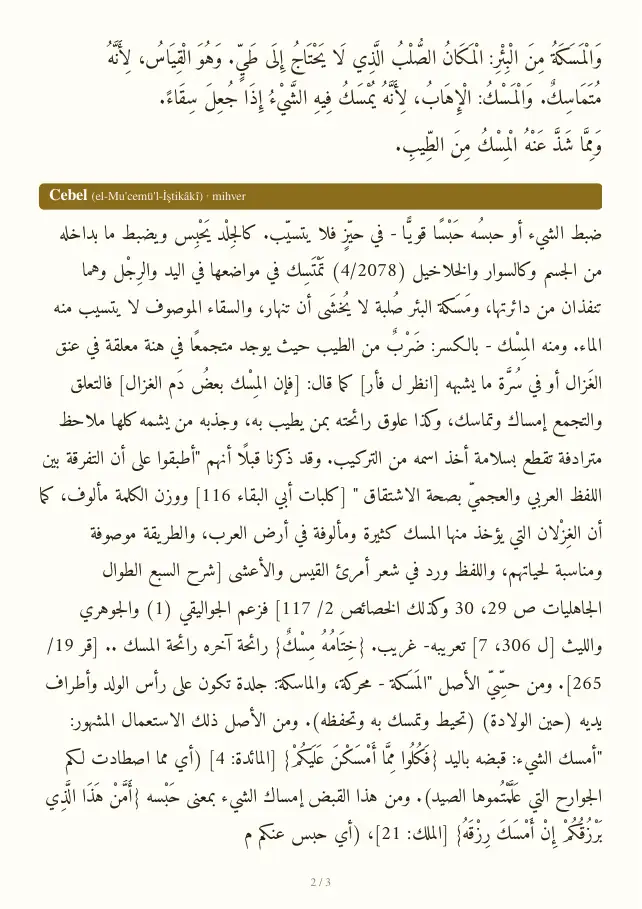 وَالْمَسَكَةُ مِنَ الْبِئْرِ: الْمَكَانُ الصُّلْبُ الَّذِي لَا يَحْتَاجُ إِلَى طَيٍّ. وَهُوَ الْقِيَاسُ، لِأَنَّهُ
مُتَمَاسِكٌ. وَالْمَسْكُ: الْإِهَابُ، لِأَنَّهُ يُمْسَكُ فِيهِ الشَّيْءُ إِذَا جُعِلَ سِقَاءً.
وَمِمَّا شَذَّ عَنْهُ الْمِسْكُ مِنَ الطِّيبِ.
Cebel (el-Mu'cemü'l-İştikâkî) · mihver
ضبط الشيء أو حبسُه حَبْسًا قويًّا - في حيّزٍ فلا يتسيّب. كالجِلْد يَحْبِس ويضبط ما بداخله
من الجسم وكالسوار والخلاخيل (4/2078) تَمْتَسِك في مواضعها في اليد والرِجْل وهما
تنفذان من دائرتها، ومَسَكة البئر صُلبة لا يُخشَى أن تنهار، والسقاء الموصوف لا يتسيب منه
الماء. ومنه المِسْك - بالكسر: ضَرْبٌ من الطيب حيث يوجد متجمعًا في هنة معلقة في عنق
الغَزال أو في سُرَّة ما يشبهه [انظر ل فأر] كما قال: [فإن المِسْك بعضُ دَم الغزال] فالتعلق
والتجمع إمساك وتماسك، وكذا علوق رائحته بمن يطيب به، وجذبه من يشمه كلها ملاحظ
مترادفة تقطع بسلامة أخذ اسمه من التركيب. وقد ذكرنا قبلًا أنهم "أطبقوا على أن التفرقة بين
اللفظ العربي والعجميّ بصحة الاشتقاق " [كلبات أبي البقاء 116] ووزن الكلمة مألوف، كما
أن الغِزْلان التي يؤخذ منها المسك كثيرة ومألوفة في أرض العرب، والطريقة موصوفة
ومناسبة لحياتهم، واللفظ ورد في شعر أمرئ القيس والأعشى [شرح السبع الطوال
الجاهليات ص 29، 30 وكذلك الخصائص 2/ 117] فزعم الجواليقي (1) والجوهري
والليث [ل 306، 7] تعريبه- غريب. {خِتَامُهُ مِسْكٌ} رائحة آخره رائحة المسك .. [قر 19/
265]. ومن حسّيّ الأصل "المَسَكة - محركة، والماسكة: جلدة تكون على رأس الولد وأطراف
يديه (حين الولادة) (تحيط وتمسك به وتحفظه). ومن الأصل ذلك الاستعمال المشهور:
"أمسك الشيء: قبضه باليد {فَكُلُوا مِمَّا أَمْسَكْنَ عَلَيْكُمْ} [المائدة: 4] (أي مما اصطادت لكم
الجوارح التي عَلَّمْتُموها الصيد). ومن هذا القبض إمساك الشيء بمعنى حَبْسه {أَمَّنْ هَذَا الَّذِي
يَرْزُقُكُمْ إِنْ أَمْسَكَ رِزْقَهُ} [الملك: 21]، (أي حبس عنكم م
2 / 3